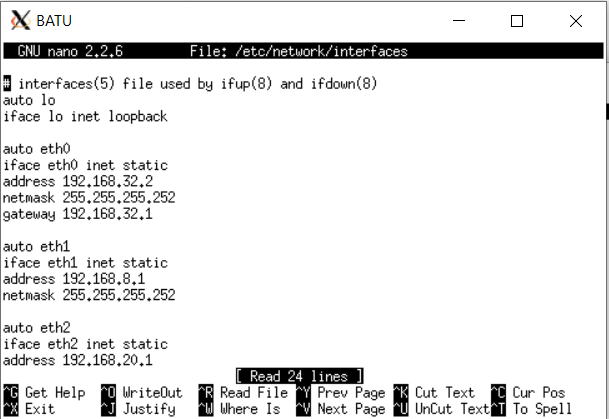 BATU
GNU nano 2.2.6 File: /etc/network/interfaces
# interfaces(5) file used by ifup(8) and ifdown(8)
auto lo
iface lo inet loopback
auto eth0
iface eth0 inet static
address 192.168.32.2
netmask 255.255.255.252
gateway 192.168.32.1
auto eth1
iface eth1 inet static
address 192.168.8.1
netmask 255.255.255.252
auto eth2
iface eth2 inet static
address 192.168.20.1
[ Read 24 lines ]
^G Get Help ^O WriteOut ^R Read File ^Y Prev Page ^K Cut Text ^C Cur Pos
^X Exit ^J Justify ^W Where Is ^V Next Page ^U UnCut Text ^T To Spell